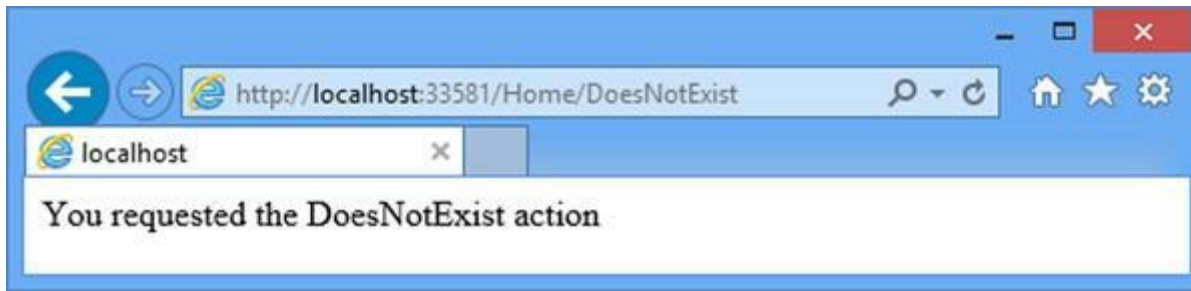 http://localhost:33581/Home/DoesNotExist
localhost
You requested the DoesNotExist action